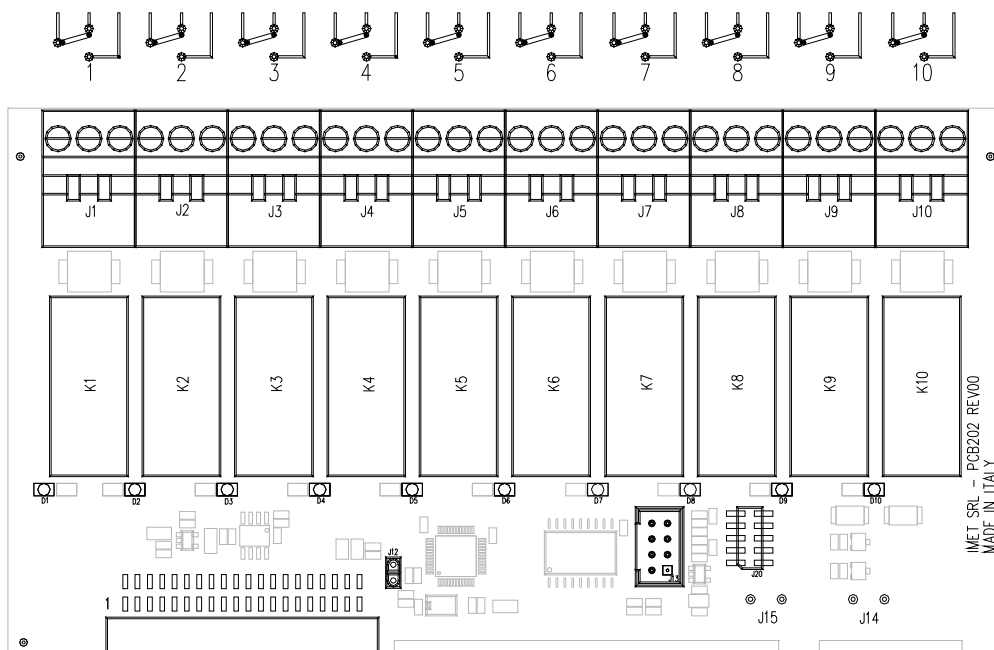 1 2 3 4 5 6 7 8 9 10
J1 J2 J3 J4 J5 J6 J7 J8 J9 J10
K1 K2 K3 K4 K5 K6 K7 K8 K9 K10
IMET SRL – PCB202 REV00
MADE IN ITALY
D1 D2 D3 D4 D5 D6 D7 D8 D9 D10
J12
J13
J20
1
J15
J14